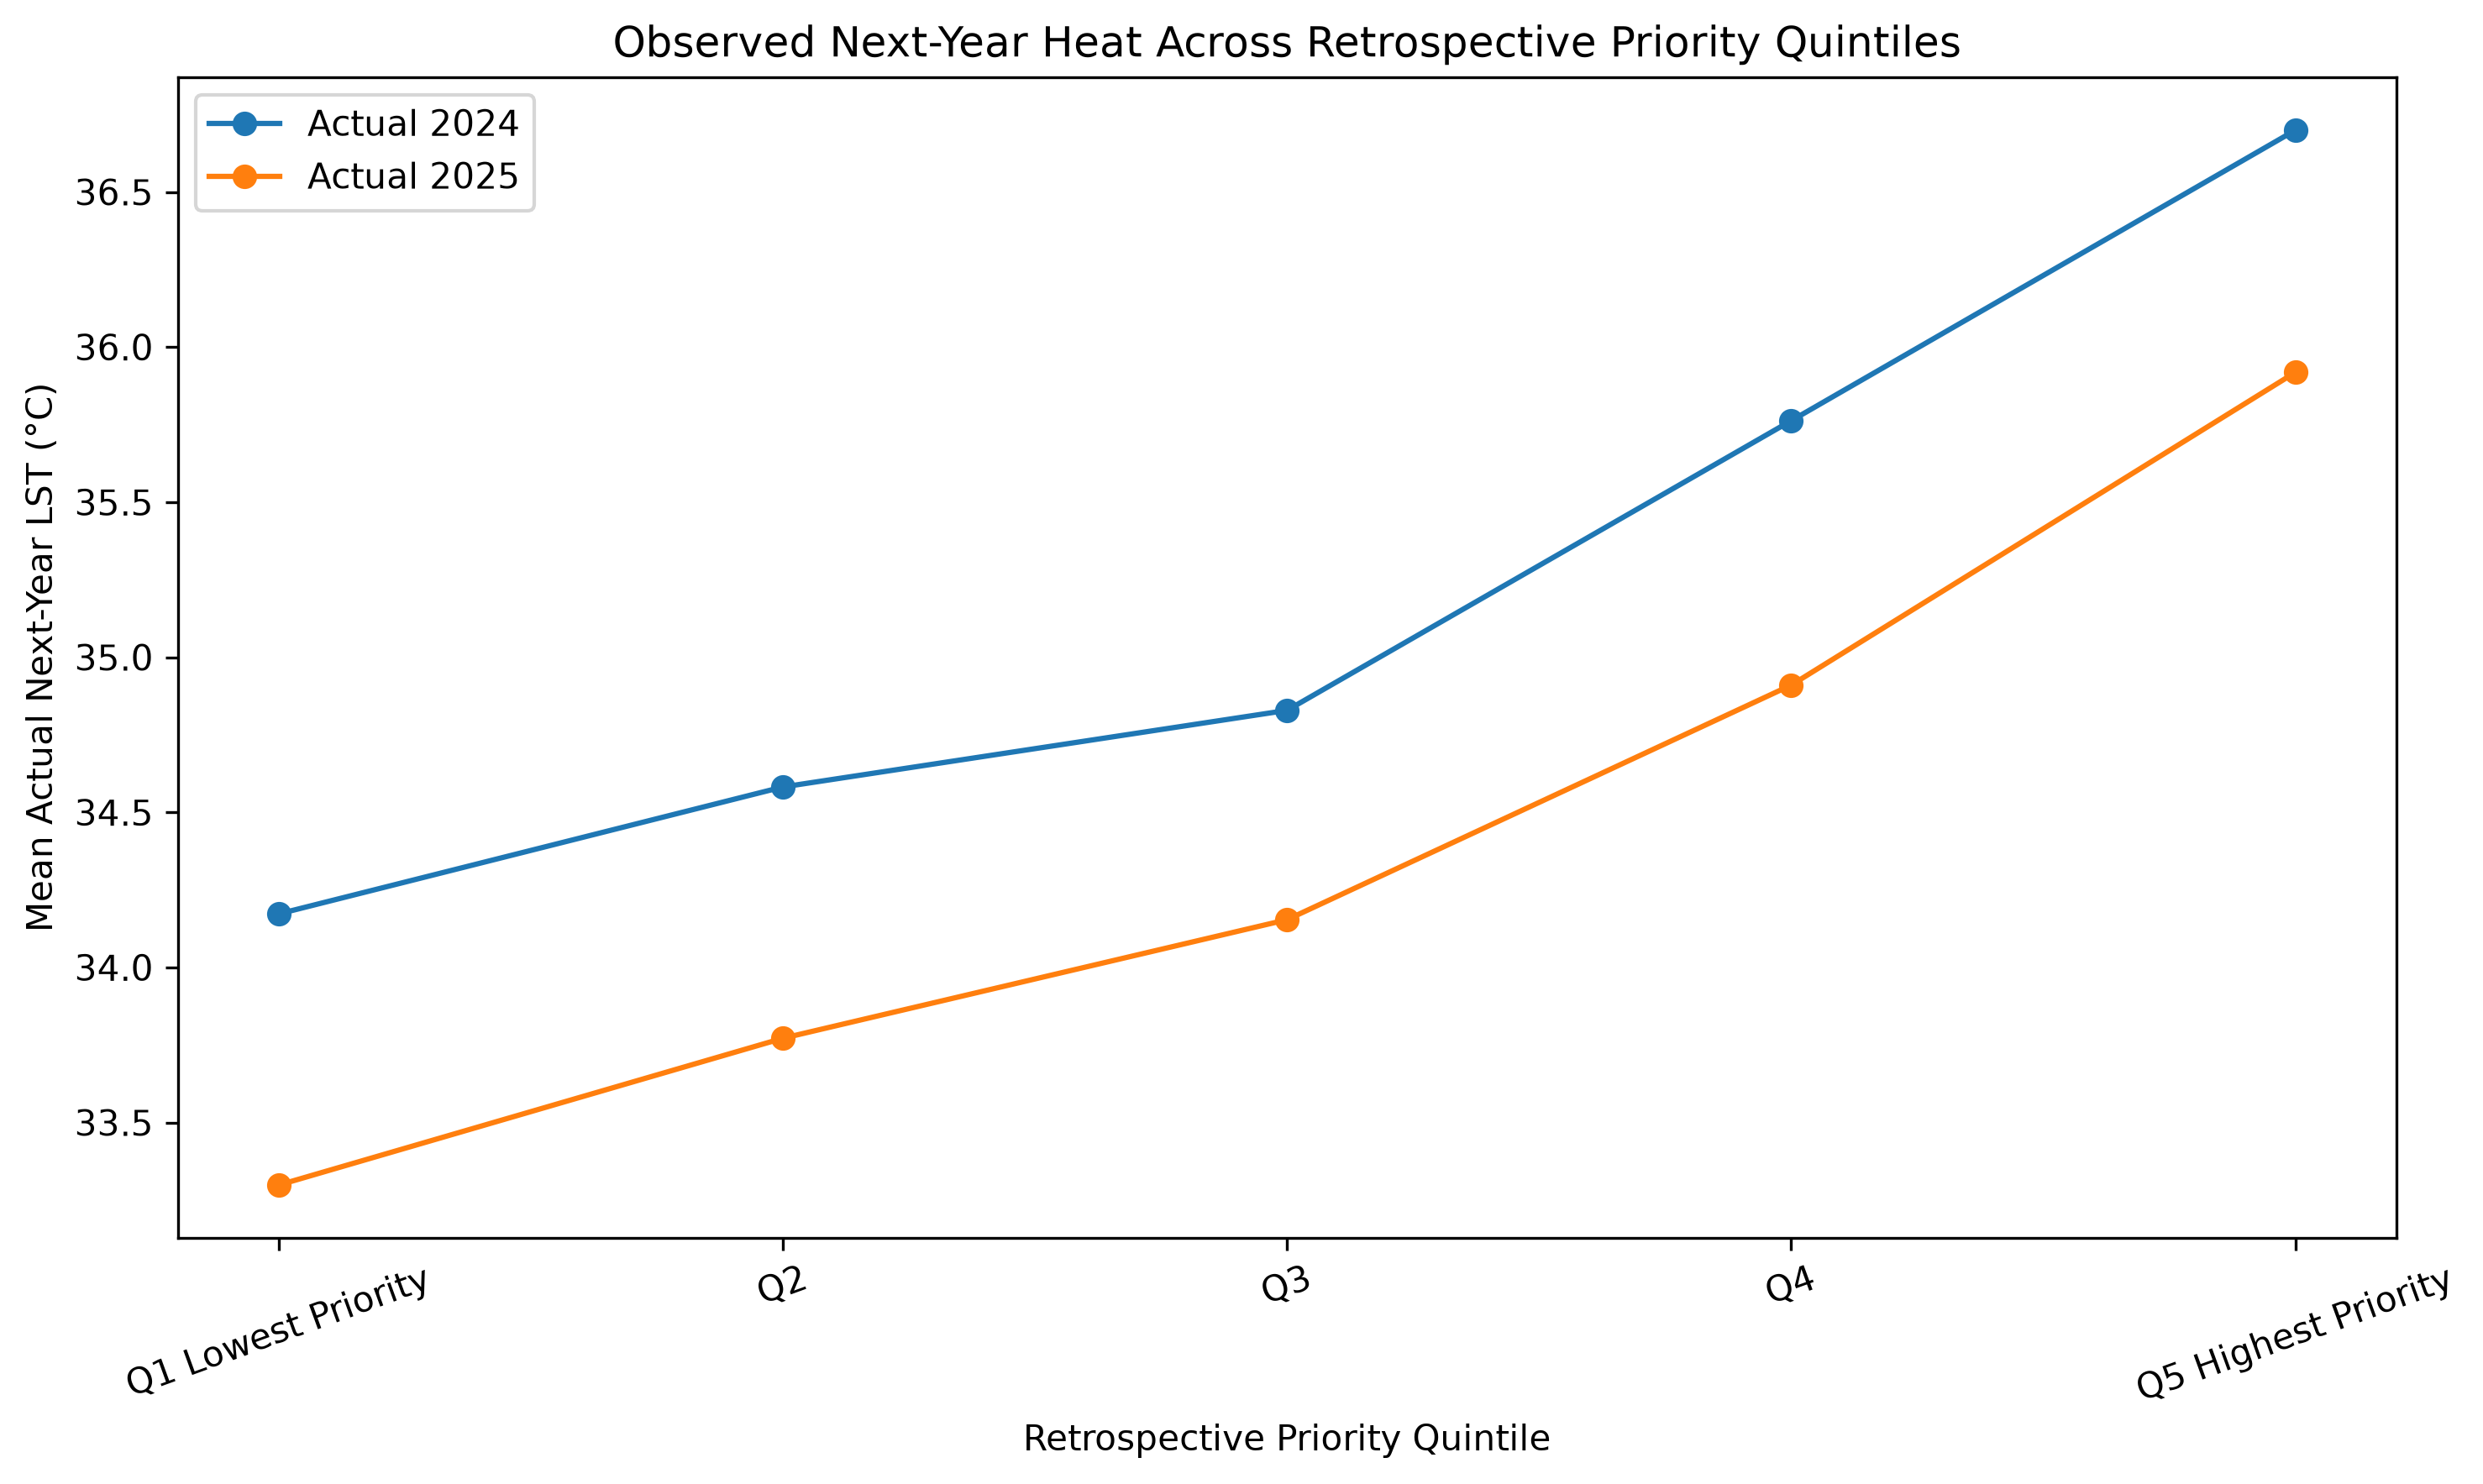 Observed Next-Year Heat Across Retrospective Priority Quintiles
Actual 2024
Actual 2025
Mean Actual Next-Year LST (°C)
36.5
36.0
35.5
35.0
34.5
34.0
33.5
Q1 Lowest Priority
Q2
Q3
Q4
Q5 Highest Priority
Retrospective Priority Quintile